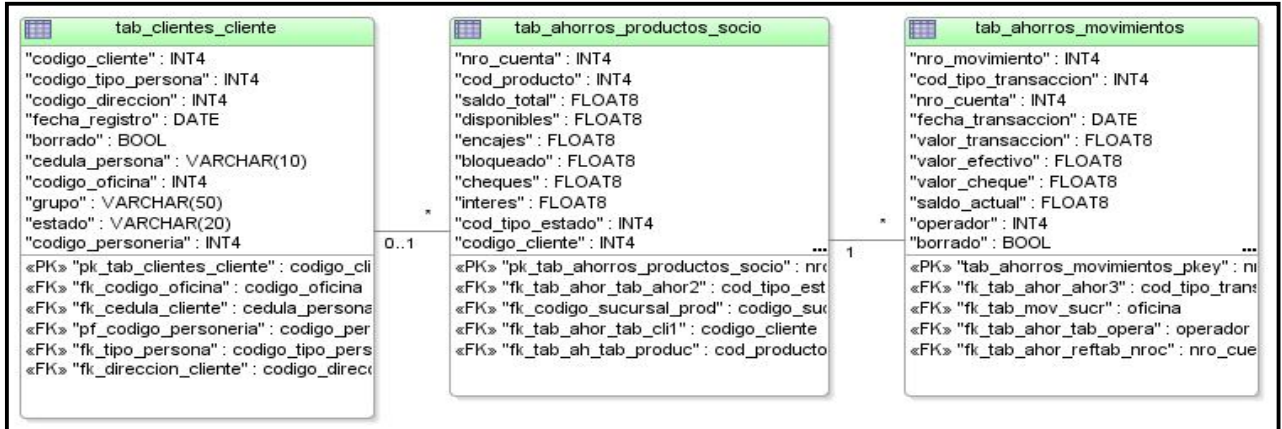 tab_clientes_cliente
"codigo_cliente" : INT4
"codigo_tipo_persona" : INT4
"codigo_direccion" : INT4
"fecha_registro" : DATE
"borrado" : BOOL
"cedula_persona" : VARCHAR(10)
"codigo_oficina" : INT4
"grupo" : VARCHAR(50)
"estado" : VARCHAR(20)
"codigo_personeria" : INT4
«PK» "pk_tab_clientes_cliente" : codigo_cli
«FK» "fk_codigo_oficina" : codigo_oficina
«FK» "fk_cedula_cliente" : cedula_persona
«FK» "pf_codigo_personeria" : codigo_per
«FK» "fk_tipo_persona" : codigo_tipo_pers
«FK» "fk_direccion_cliente" : codigo_direcc
0..1
*
tab_ahorros_productos_socio
"nro_cuenta" : INT4
"cod_producto" : INT4
"saldo_total" : FLOAT8
"disponibles" : FLOAT8
"encajes" : FLOAT8
"bloqueado" : FLOAT8
"cheques" : FLOAT8
"interes" : FLOAT8
"cod_tipo_estado" : INT4
"codigo_cliente" : INT4
...
«PK» "pk_tab_ahorros_productos_socio" : nro
«FK» "fk_tab_ahor_tab_ahor2" : cod_tipo_est
«FK» "fk_codigo_sucursal_prod" : codigo_suc
«FK» "fk_tab_ahor_tab_cli1" : codigo_cliente
«FK» "fk_tab_ah_tab_produc" : cod_producto
1
*
tab_ahorros_movimientos
"nro_movimiento" : INT4
"cod_tipo_transaccion" : INT4
"nro_cuenta" : INT4
"fecha_transaccion" : DATE
"valor_transaccion" : FLOAT8
"valor_efectivo" : FLOAT8
"valor_cheque" : FLOAT8
"saldo_actual" : FLOAT8
"operador" : INT4
"borrado" : BOOL
...
«PK» "tab_ahorros_movimientos_pkey" : nr
«FK» "fk_tab_ahor_ahor3" : cod_tipo_trans
«FK» "fk_tab_mov_sucr" : oficina
«FK» "fk_tab_ahor_tab_opera" : operador
«FK» "fk_tab_ahor_reftab_nroc" : nro_cue